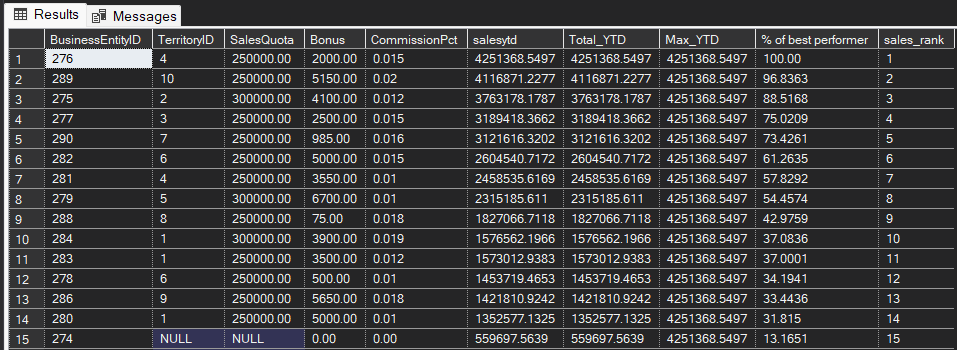 Results Messages
BusinessEntityID TerritoryID SalesQuota Bonus CommissionPct salesytd Total_YTD Max_YTD % of best performer sales_rank
1 276 4 250000.00 2000.00 0.015 4251368.5497 4251368.5497 4251368.5497 100.00 1
2 289 10 250000.00 5150.00 0.02 4116871.2277 4116871.2277 4251368.5497 96.8363 2
3 275 2 300000.00 4100.00 0.012 3763178.1787 3763178.1787 4251368.5497 88.5168 3
4 277 3 250000.00 2500.00 0.015 3189418.3662 3189418.3662 4251368.5497 75.0209 4
5 290 7 250000.00 985.00 0.016 3121616.3202 3121616.3202 4251368.5497 73.4261 5
6 282 6 250000.00 5000.00 0.015 2604540.7172 2604540.7172 4251368.5497 61.2635 6
7 281 4 250000.00 3550.00 0.01 2458535.6169 2458535.6169 4251368.5497 57.8292 7
8 279 5 300000.00 6700.00 0.01 2315185.611 2315185.611 4251368.5497 54.4574 8
9 288 8 250000.00 75.00 0.018 1827066.7118 1827066.7118 4251368.5497 42.9759 9
10 284 1 300000.00 3900.00 0.019 1576562.1966 1576562.1966 4251368.5497 37.0836 10
11 283 1 250000.00 3500.00 0.012 1573012.9383 1573012.9383 4251368.5497 37.0001 11
12 278 6 250000.00 500.00 0.01 1453719.4653 1453719.4653 4251368.5497 34.1941 12
13 286 9 250000.00 5650.00 0.018 1421810.9242 1421810.9242 4251368.5497 33.4436 13
14 280 1 250000.00 5000.00 0.01 1352577.1325 1352577.1325 4251368.5497 31.815 14
15 274 NULL NULL 0.00 0.00 559697.5639 559697.5639 4251368.5497 13.1651 15